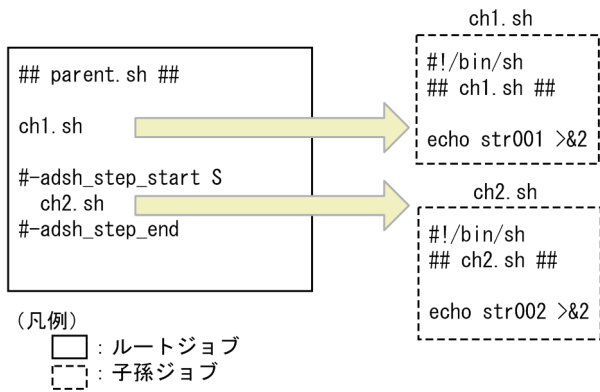 ## parent.sh ##
ch1.sh
#-adsh_step_start S
ch2.sh
#-adsh_step_end
ch1.sh
#!/bin/sh
## ch1.sh ##
echo str001 >&2
ch2.sh
#!/bin/sh
## ch2.sh ##
echo str002 >&2
(凡例)
:ルートジョブ
:子孫ジョブ